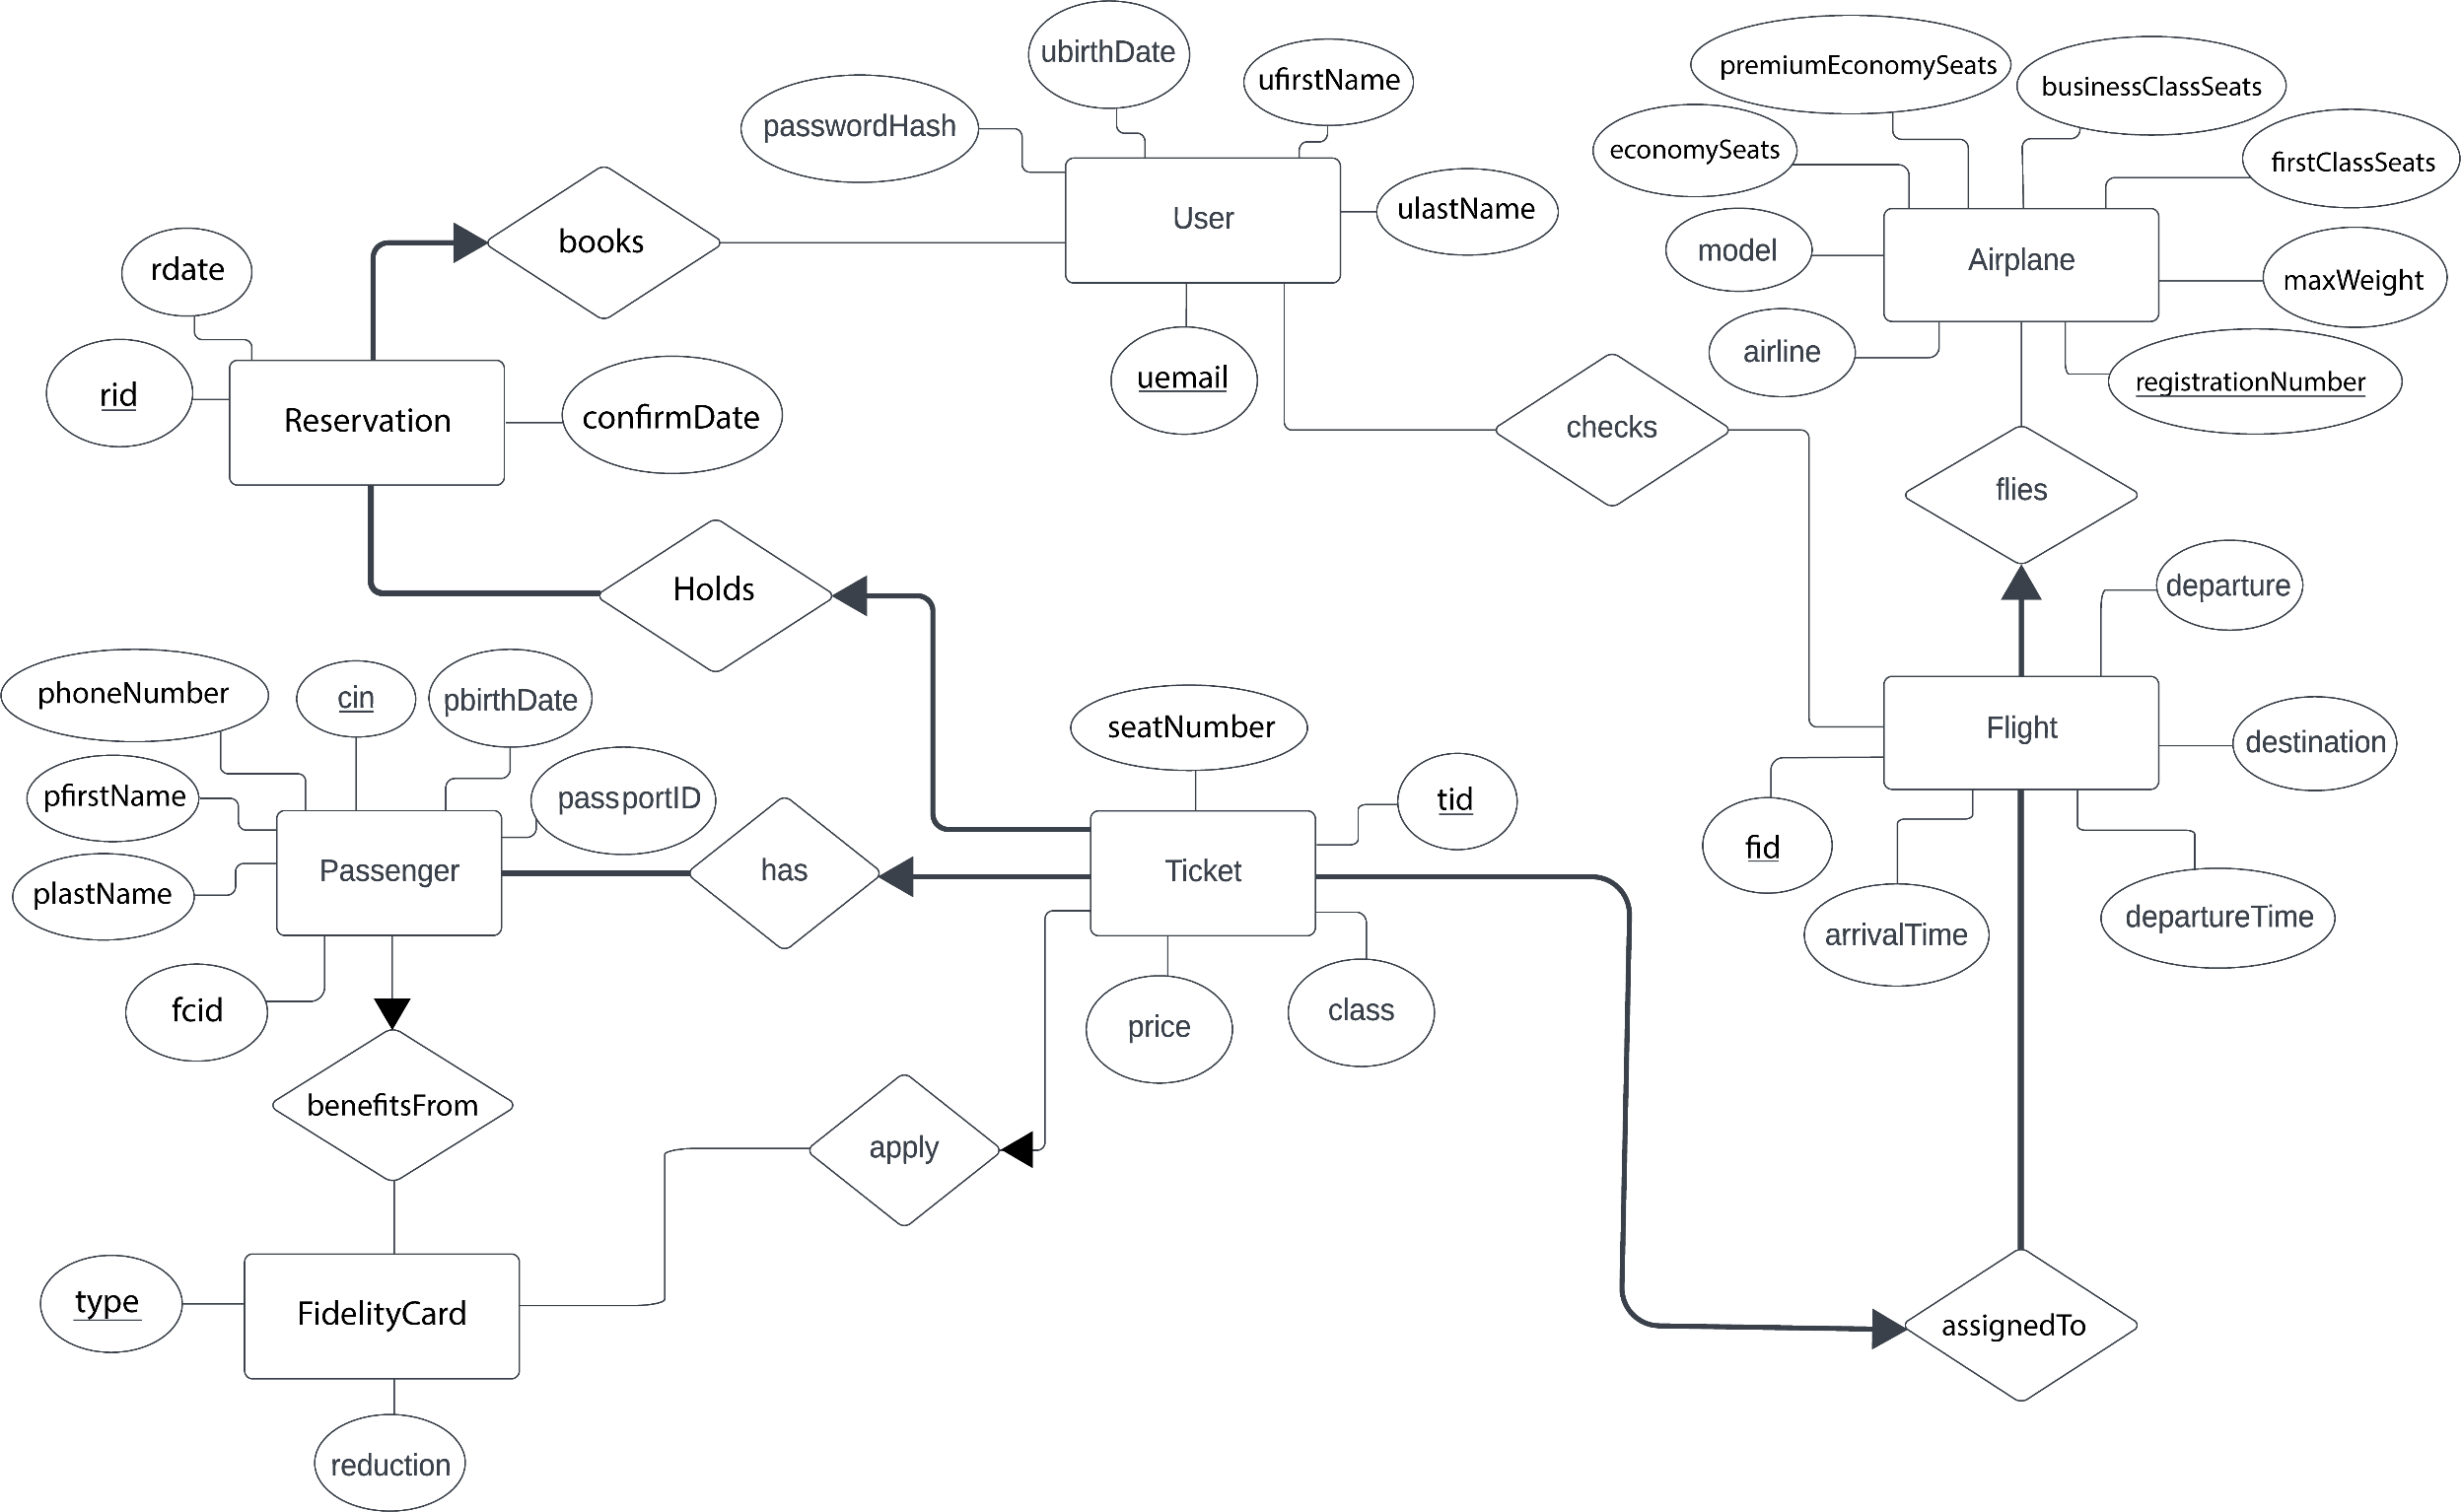 ubirthDate
ufirstName
passwordHash
User
ulastName
uemail
premiumEconomySeats
businessClassSeats
economySeats
firstClassSeats
model
Airplane
maxWeight
airline
registrationNumber
books
rdate
rid
Reservation
confirmDate
checks
flies
Holds
departure
Flight
destination
fid
arrivalTime
departureTime
phoneNumber
cin
pbirthDate
pfirstName
passportID
plastName
Passenger
has
fcid
seatNumber
tid
Ticket
price
class
benefitsFrom
apply
assignedTo
type
FidelityCard
reduction